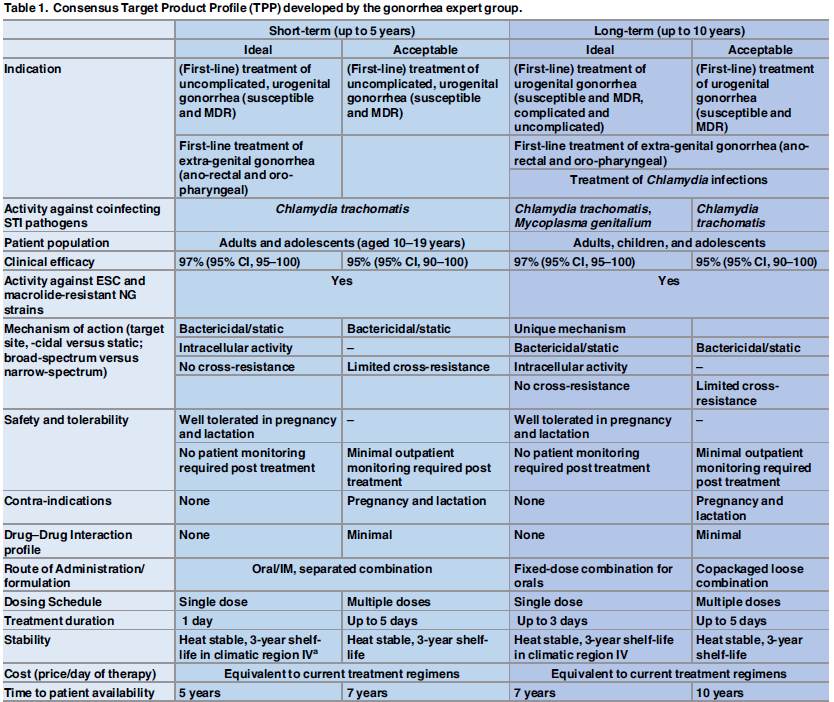 Table 1. Consensus Target Product Profile (TPP) developed by the gonorrhea expert group.
Short-term (up to 5 years) Long-term (up to 10 years)
Ideal Acceptable Ideal Acceptable
Indication
(First-line) treatment of
uncomplicated, urogenital
gonorrhea (susceptible
and MDR)
(First-line) treatment of
uncomplicated, urogenital
gonorrhea (susceptible
and MDR)
(First-line) treatment of
urogenital gonorrhea
(susceptible and MDR,
complicated and
uncomplicated)
(First-line) treatment
of urogenital
gonorrhea
(susceptible and
MDR)
First-line treatment of
extra-genital gonorrhea
(ano-rectal and oro-
pharyngeal)
First-line treatment of extra-genital gonorrhea (ano-
rectal and oro-pharyngeal)
Treatment of Chlamydia infections
Activity against coinfecting
STI pathogens
Chlamydia trachomatis
Chlamydia trachomatis,
Mycoplasma genitalium
Chlamydia
trachomatis
Patient population Adults and adolescents (aged 10–19 years) Adults, children, and adolescents
Clinical efficacy 97% (95% CI, 95–100) 95% (95% CI, 90–100) 97% (95% CI, 95–100) 95% (95% CI, 90–100)
Activity against ESC and
macrolide-resistant NG
strains
Yes Yes
Mechanism of action (target
site, -cidal versus static;
broad-spectrum versus
narrow-spectrum)
Bactericidal/static Bactericidal/static Unique mechanism
Intracellular activity – Bactericidal/static Bactericidal/static
No cross-resistance Limited cross-resistance Intracellular activity –
No cross-resistance
Limited cross-
resistance
Safety and tolerability
Well tolerated in pregnancy
and lactation
–
Well tolerated in
pregnancy and lactation
–
No patient monitoring
required post treatment
Minimal outpatient
monitoring required post
treatment
No patient monitoring
required post treatment
Minimal outpatient
monitoring required
post treatment
Contra-indications
None
Pregnancy and lactation
None
Pregnancy and
lactation
Drug–Drug Interaction
profile
None Minimal None Minimal
Route of Administration/
formulation
Oral/IM, separated combination
Fixed-dose combination for
orals
Copackaged loose
combination
Dosing Schedule Single dose Multiple doses Single dose Multiple doses
Treatment duration 1 day Up to 5 days Up to 3 days Up to 5 days
Stability
Heat stable, 3-year shelf-
life in climatic region IVa
Heat stable, 3-year shelf-
life
Heat stable, 3-year shelf-life
in climatic region IV
Heat stable, 3-year
shelf-life
Cost (price/day of therapy) Equivalent to current treatment regimens Equivalent to current treatment regimens
Time to patient availability 5 years 7 years 7 years 10 years